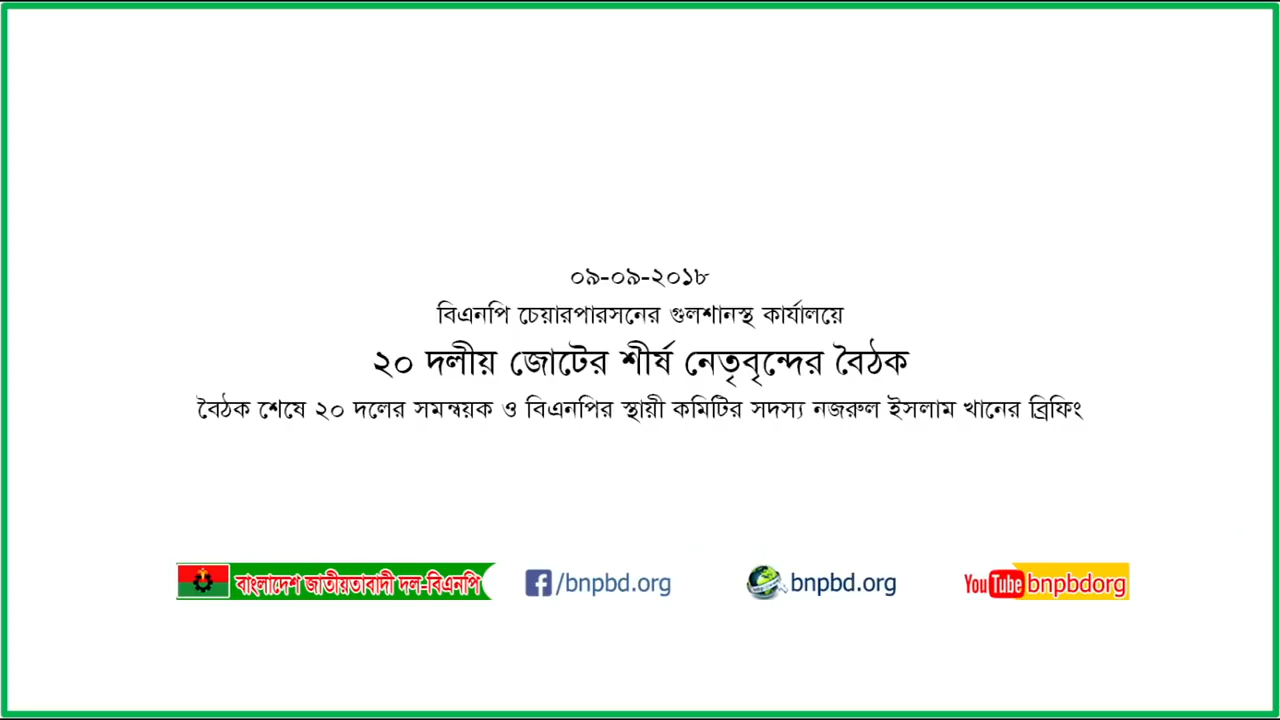 ০৯-০৯-২০১৮
বিএনপি চেয়ারপারসনের গুলশানস্থ কার্যালয়ে
২০ দলীয় জোটের শীর্ষ নেতৃবৃন্দের বৈঠক
বৈঠক শেষে ২০ দলের সমন্বয়ক ও বিএনপির স্থায়ী কমিটির সদস্য নজরুল ইসলাম খানের ব্রিফিং
বাংলাদেশ জাতীয়তাবাদী দল-বিএনপি /bnpbd.org bnpbd.org YouTube bnpbdorg